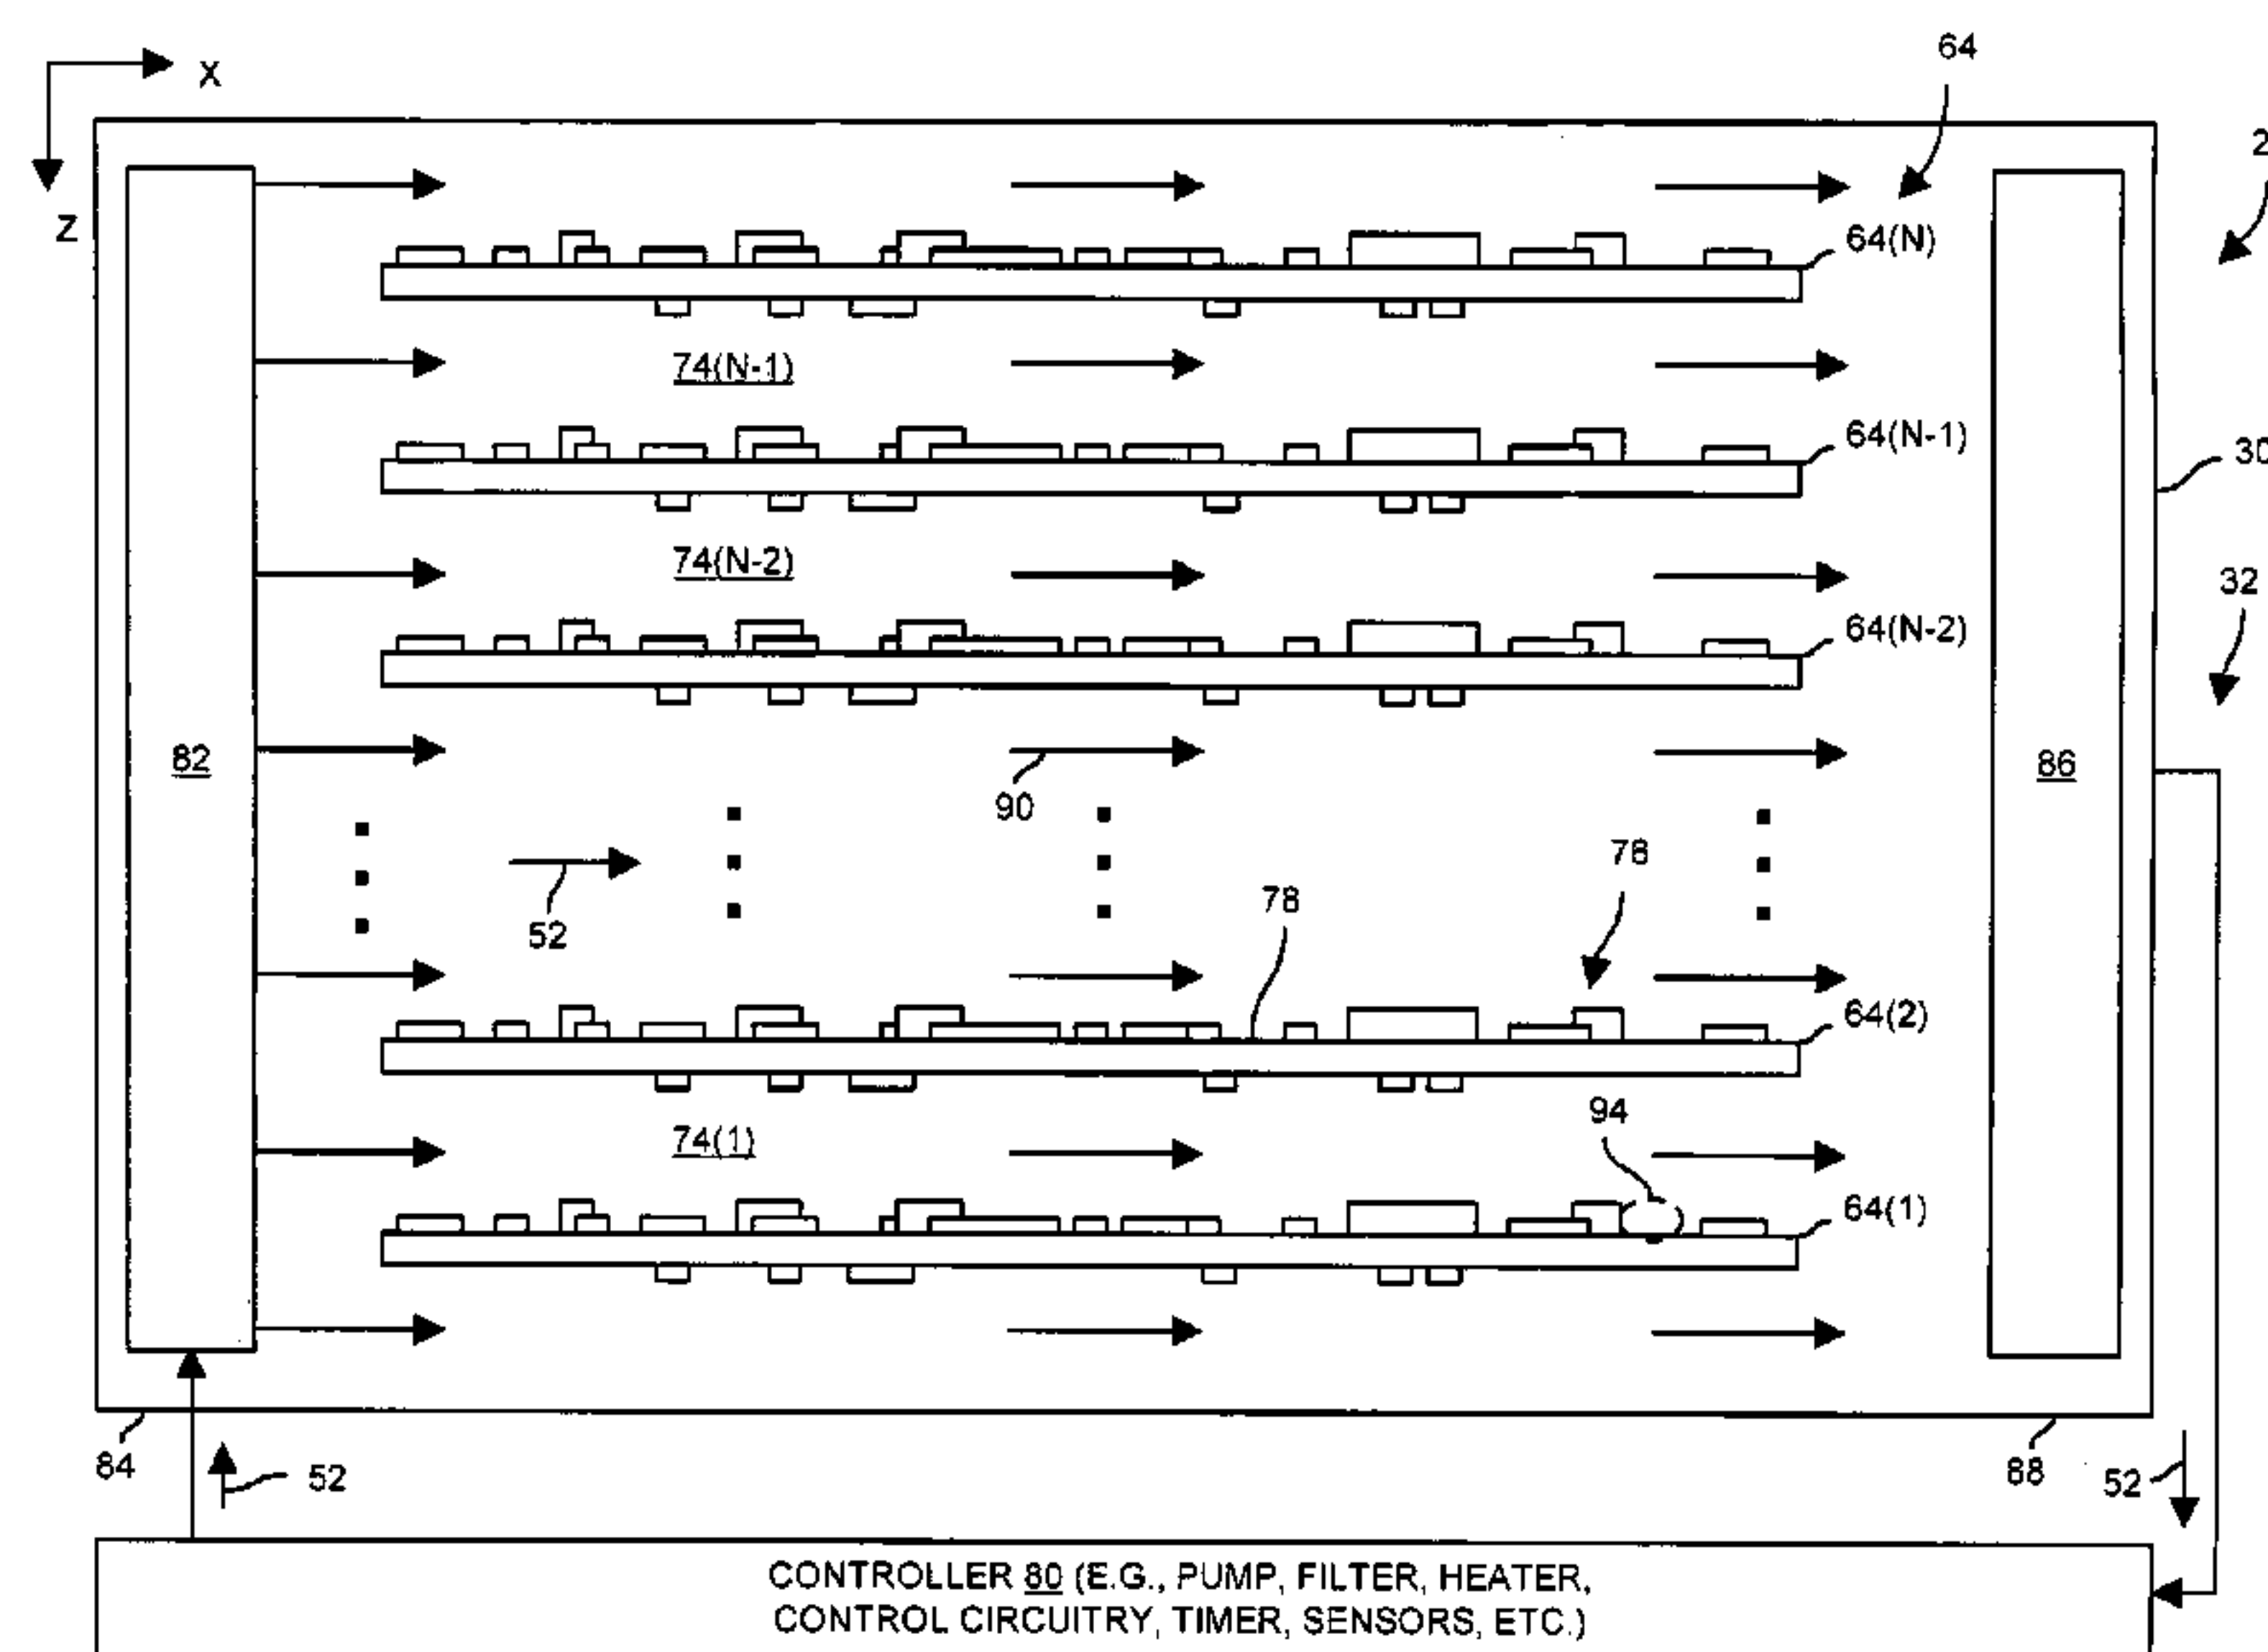 X
64
Z
64(N)
74(N-1)
64(N-1)
30
74(N-2)
32
64(N-2)
82
86
90
78
78
52
64(2)
94
74(1)
64(1)
84
52
88
52
CONTROLLER 80 (E.G., PUMP, FILTER, HEATER,
CONTROL CIRCUITRY, TIMER, SENSORS, ETC.)